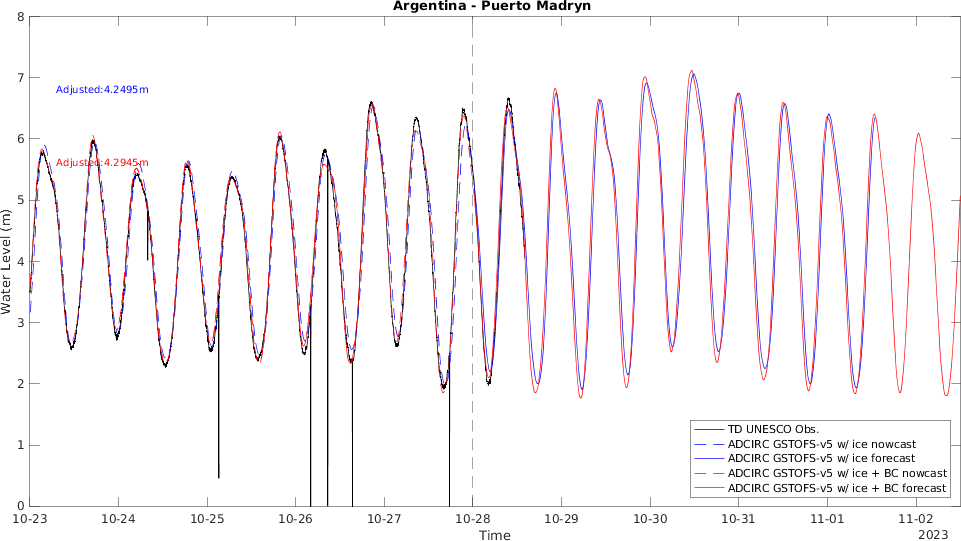 Argentina - Puerto Madryn
8
7
6
5
4
3
2
1
0
Water Level (m)
Adjusted:4.2495m
Adjusted:4.2945m
TD UNESCO Obs.
ADCIRC GSTOFS-v5 w/ ice nowcast
ADCIRC GSTOFS-v5 w/ ice forecast
ADCIRC GSTOFS-v5 w/ ice + BC nowcast
ADCIRC GSTOFS-v5 w/ ice + BC forecast
10-23 10-24 10-25 10-26 10-27 10-28 10-29 10-30 10-31 11-01 11-02
Time
2023